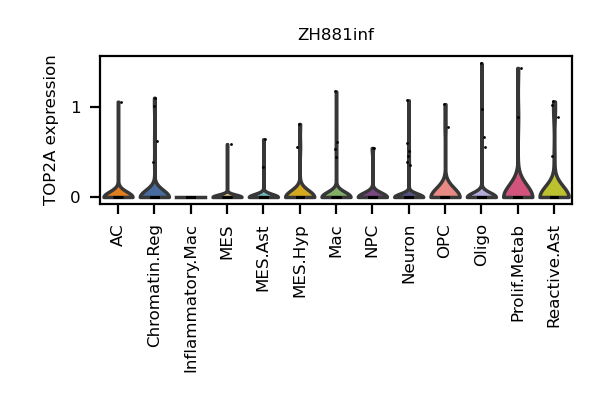 ZH881inf
TOP2A expression
1
0
AC
Chromatin.Reg
Inflammatory.Mac
MES
MES.Ast
MES.Hyp
Mac
NPC
Neuron
OPC
Oligo
Prolif.Metab
Reactive.Ast